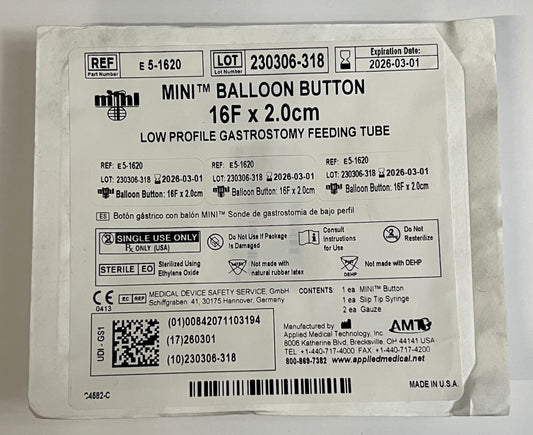 REF E 5-1620
Part Number
LOT 230306-318
Lot Number
Expiration Date:
2026-03-01
mini
MINI™ BALLOON BUTTON
16F x 2.0cm
LOW PROFILE GASTROSTOMY FEEDING TUBE
REF: E5-1620 REF: E5-1620 REF: E5-1620
LOT: 230306-318 2026-03-01 LOT: 230306-318 2026-03-01 LOT: 230306-318 2026-03-01
mini Balloon Button: 16F x 2.0cm mini Balloon Button: 16F x 2.0cm mini Balloon Button: 16F x 2.0cm
ES Botón gástrico con balón MINI™ Sonde de gastrostomia de bajo perfil
2 SINGLE USE ONLY
Rx ONLY (USA)
Do Not Use if Package
is Damaged
Consult
Instructions
for Use
Do Not
Resterilize
STERILE EO
Sterilized Using
Ethylene Oxide
LATEX
Not made with
natural rubber latex
DEHP
Not made with DEHP
CE
0413
EC REP
MEDICAL DEVICE SAFETY SERVICE, GmbH
Schiffgraben 41, 30175 Hannover, Germany
CONTENTS: 1 ea MINI™ Button
1 ea Slip Tip Syringe
2 ea Gauze
UDI - GS1
(01)00842071103194
(17)260301
(10)230306-318
Manufactured by
Applied Medical Technology, Inc
8006 Katherine Blvd, Brecksville, OH 44141 USA
TEL +1-440-717-4000 FAX +1-440-717-4200
800-869-7382 www.appliedmedical.net
AMT
4582-C
MADE IN U.S.A.